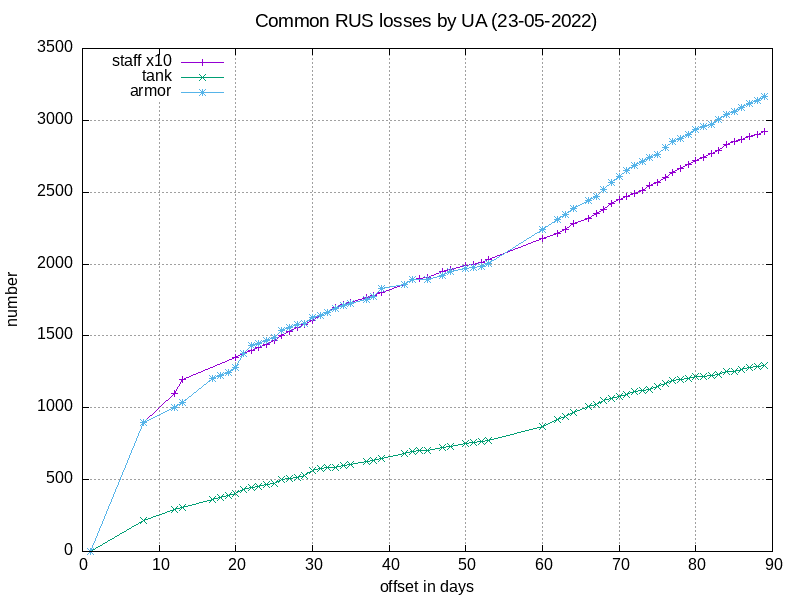 Common RUS losses by UA (23-05-2022)
3500
3000
2500
2000
1500
1000
500
0
number
staff x10
tank
armor
0 10 20 30 40 50 60 70 80 90
offset in days